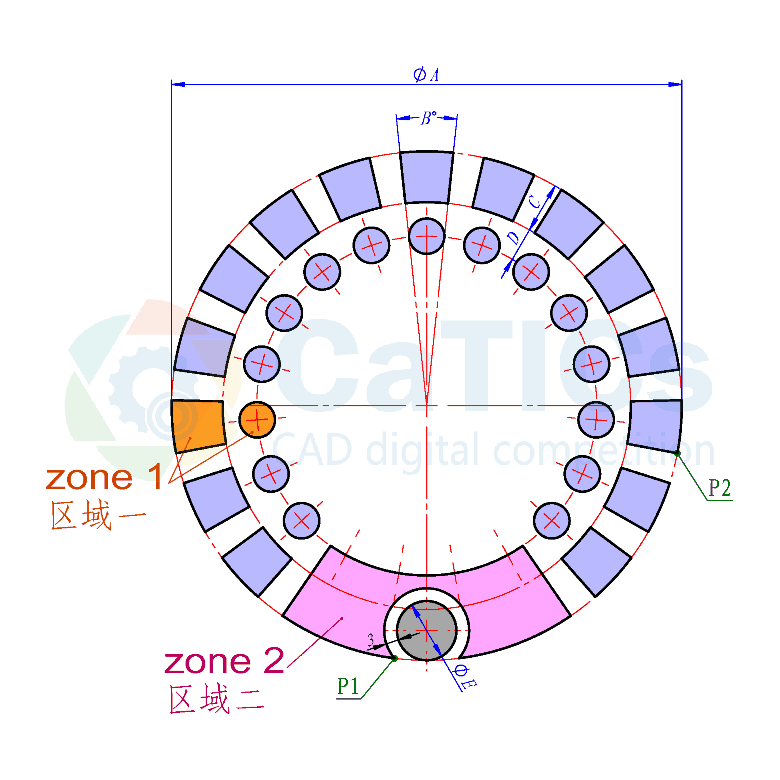 ϕA
B°
C
D
CaTICs
CAD digital competition
zone 1
区域一
P2
3
zone 2
区域二
P1
ϕE